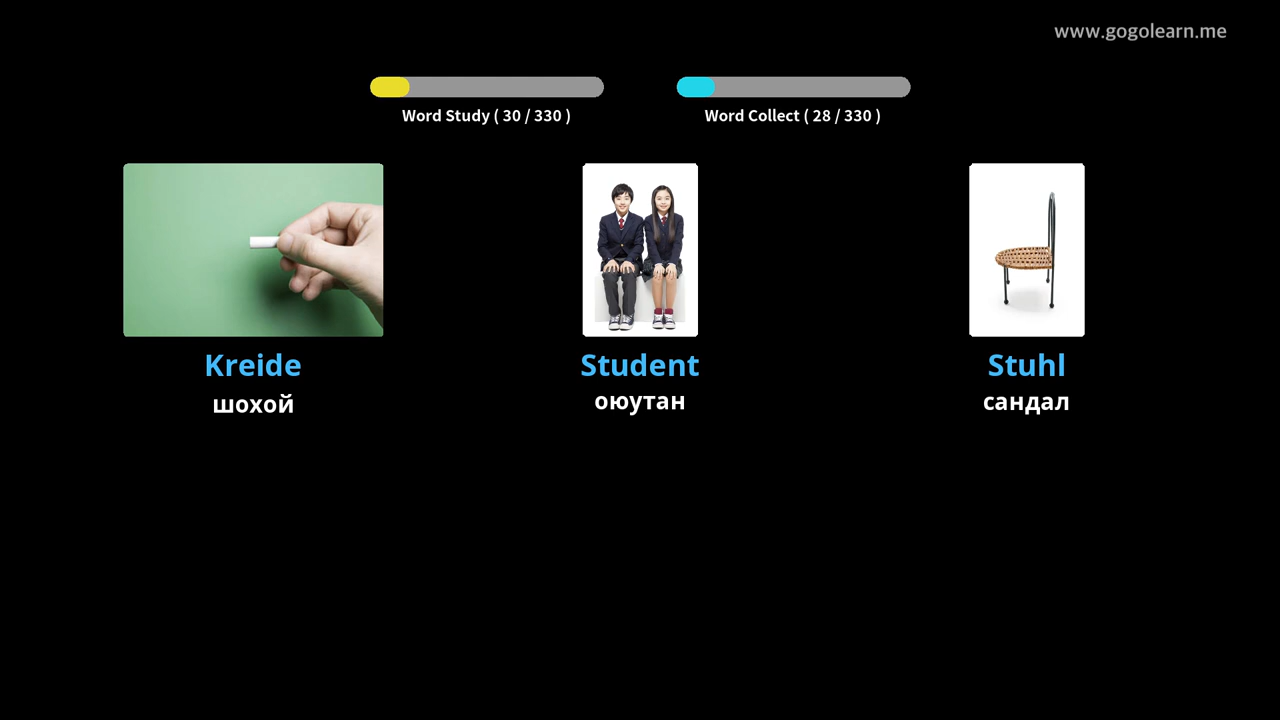 www.gogolearn.me
Word Study ( 30 / 330 )
Word Collect ( 28 / 330 )
Kreide
шохой
Student
оюутан
Stuhl
сандал